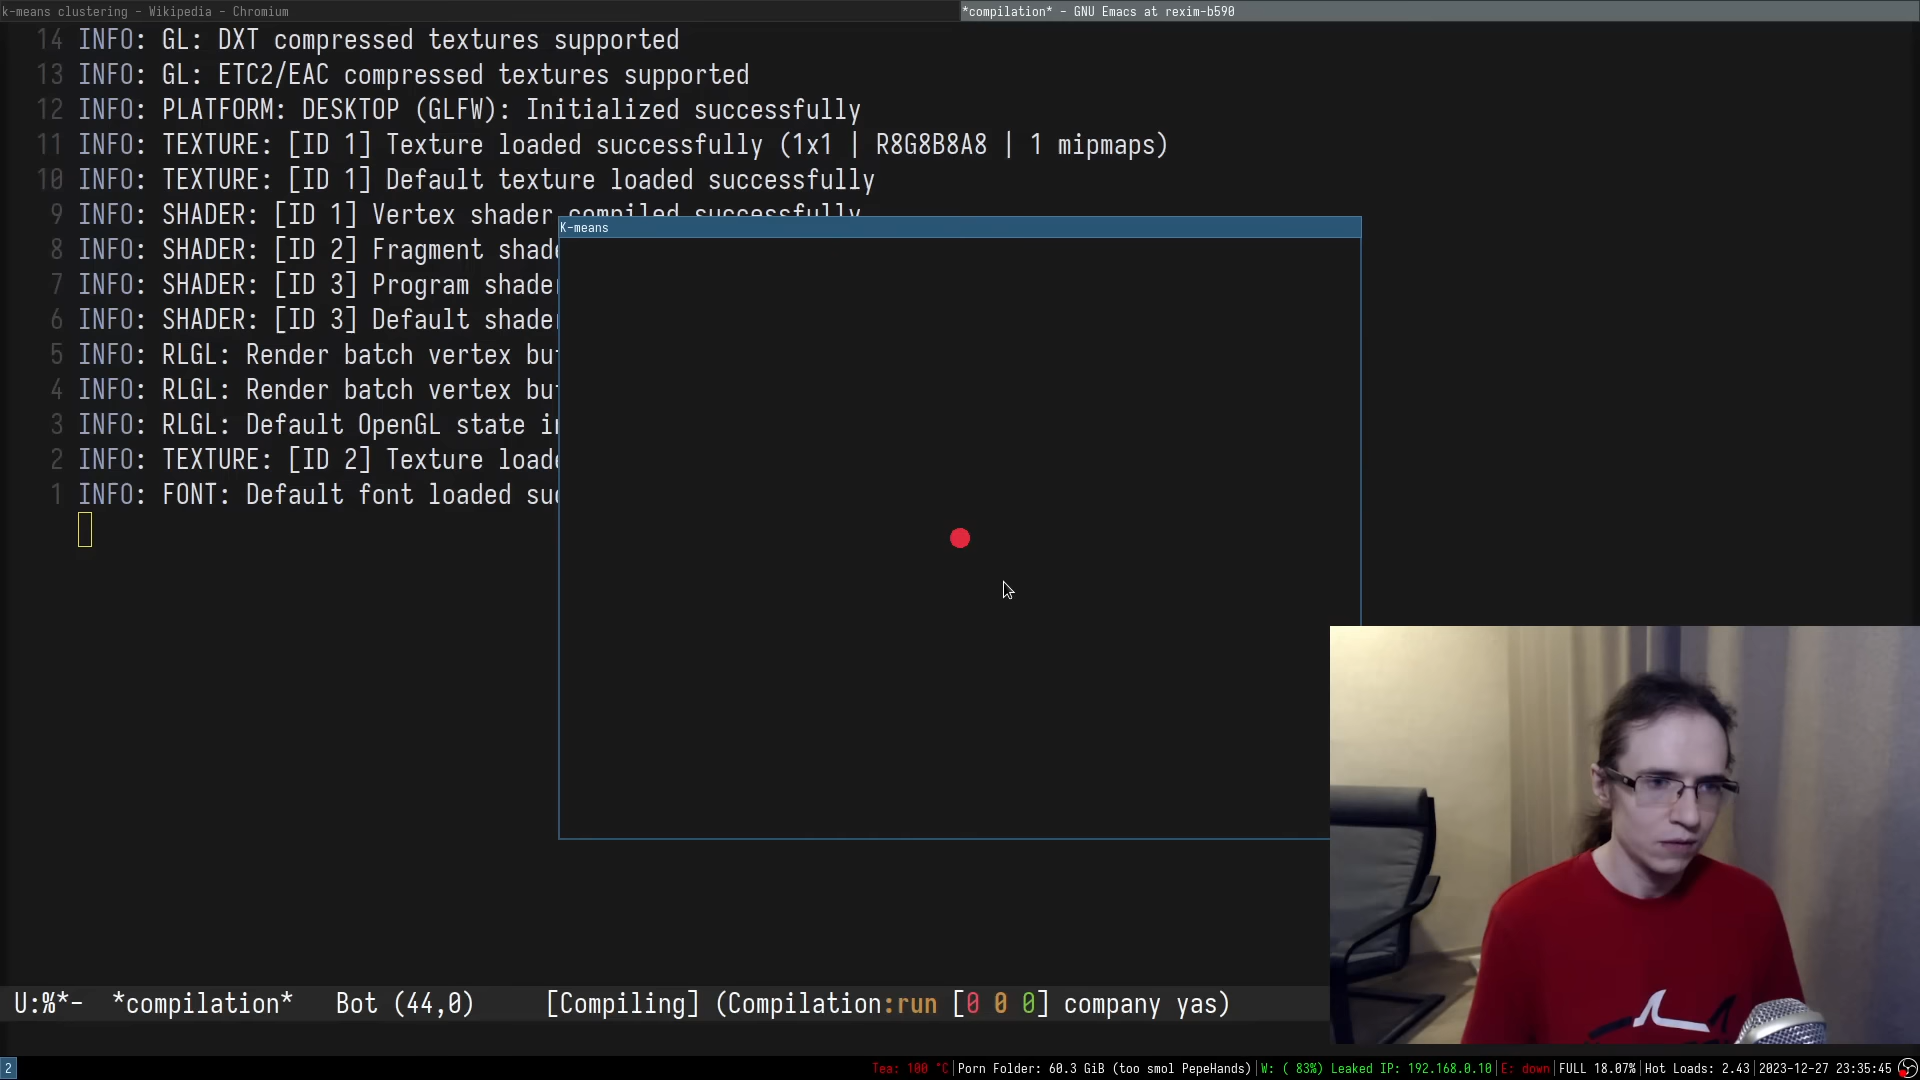 k-means clustering - Wikipedia - Chromium
*compilation* - GNU Emacs at rexim-b590
14 INFO: GL: DXT compressed textures supported
13 INFO: GL: ETC2/EAC compressed textures supported
12 INFO: PLATFORM: DESKTOP (GLFW): Initialized successfully
11 INFO: TEXTURE: [ID 1] Texture loaded successfully (1x1 | R8G8B8A8 | 1 mipmaps)
10 INFO: TEXTURE: [ID 1] Default texture loaded successfully
9 INFO: SHADER: [ID 1] Vertex shader compiled successfully
K-means
8 INFO: SHADER: [ID 2] Fragment shade
7 INFO: SHADER: [ID 3] Program shade
6 INFO: SHADER: [ID 3] Default shade
5 INFO: RLGL: Render batch vertex bu
4 INFO: RLGL: Render batch vertex bu
3 INFO: RLGL: Default OpenGL state i
2 INFO: TEXTURE: [ID 2] Texture load
1 INFO: FONT: Default font loaded su
U:%*- *compilation* Bot (44,0) [Compiling] (Compilation:run [0 0 0] company yas)
2 Tea: 100 °C|Porn Folder: 60.3 GiB (too smol PepeHands)|W: ( 83%) Leaked IP: 192.168.0.10|E: down|FULL 18.07%|Hot Loads: 2.43|2023-12-27 23:35:45